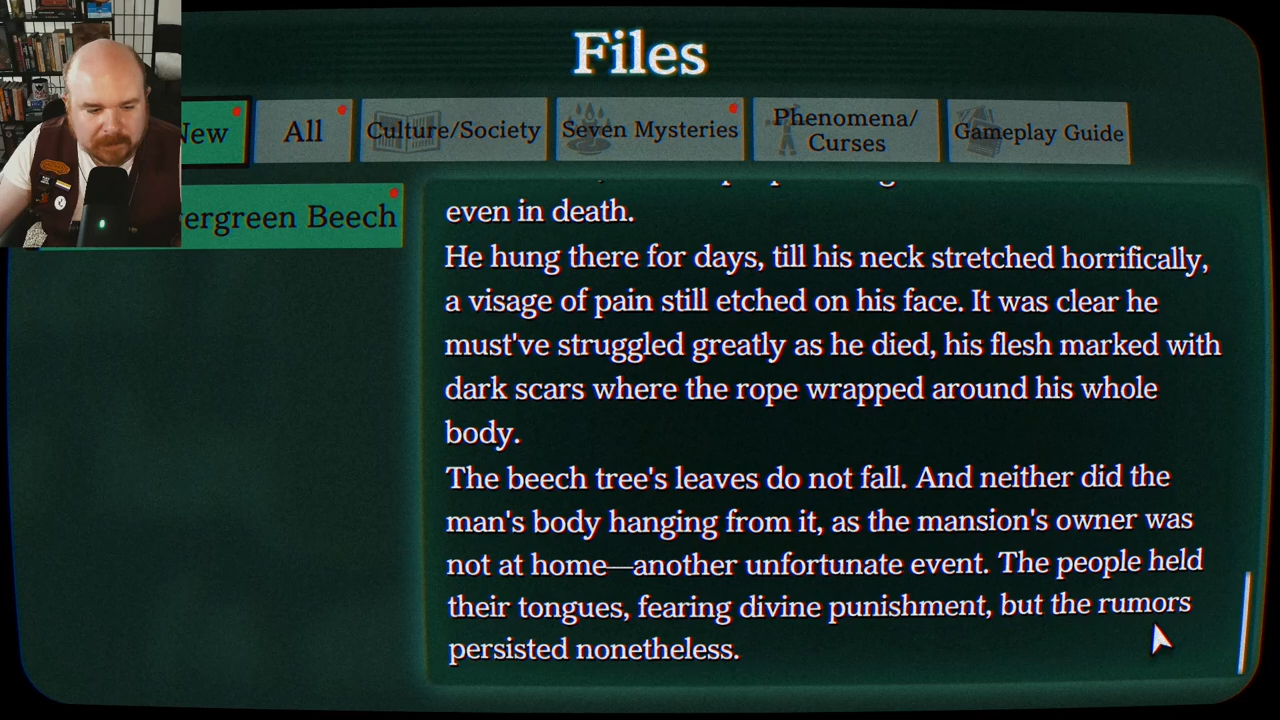 Files
New
All
Culture/Society
Seven Mysteries
Phenomena/
Curses
Gameplay Guide
ergreen Beech
even in death.
He hung there for days, till his neck stretched horrifically,
a visage of pain still etched on his face. It was clear he
must've struggled greatly as he died, his flesh marked with
dark scars where the rope wrapped around his whole
body.
The beech tree's leaves do not fall. And neither did the
man's body hanging from it, as the mansion's owner was
not at home—another unfortunate event. The people held
their tongues, fearing divine punishment, but the rumors
persisted nonetheless.